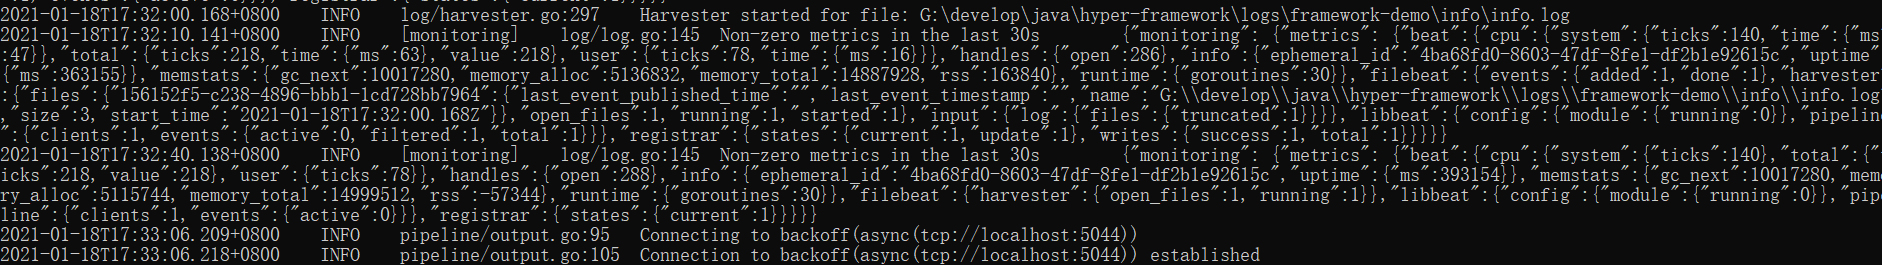 2021-01-18T17:32:00.168+0800 INFO log/harvester.go:297 Harvester started for file: G:\develop\java\hyper-framework\logs\framework-demo\info\info.log
2021-01-18T17:32:10.141+0800 INFO [monitoring] log/log.go:145 Non-zero metrics in the last 30s {"monitoring": {"metrics": {"beat":{"cpu":{"system":{"ticks":140,"time":{"ms
":47}},"total":{"ticks":218,"time":{"ms":63},"value":218},"user":{"ticks":78,"time":{"ms":16}}},"handles":{"open":286},"info":{"ephemeral_id":"4ba68fd0-8603-47df-8fe1-df2b1e92615c","uptime"
{"ms":363155}},"memstats":{"gc_next":10017280,"memory_alloc":5136832,"memory_total":14887928,"rss":163840},"runtime":{"goroutines":30}},"filebeat":{"events":{"added":1,"done":1},"harvester
:{"files":{"156152f5-c238-4896-bbb1-1cd728bb7964":{"last_event_published_time":"","last_event_timestamp":"","name":"G:\\develop\\java\\hyper-framework\\logs\\framework-demo\\info\\info.log
,"size":3,"start_time":"2021-01-18T17:32:00.168Z"}},"open_files":1,"running":1,"started":1},"input":{"log":{"files":{"truncated":1}}}},"libbeat":{"config":{"module":{"running":0}},"pipelin
":{"clients":1,"events":{"active":0,"filtered":1,"total":1}}},"registrar":{"states":{"current":1,"update":1},"writes":{"success":1,"total":1}}}}}
2021-01-18T17:32:40.138+0800 INFO [monitoring] log/log.go:145 Non-zero metrics in the last 30s {"monitoring": {"metrics": {"beat":{"cpu":{"system":{"ticks":140},"total":{"
icks":218,"value":218},"user":{"ticks":78}},"handles":{"open":288},"info":{"ephemeral_id":"4ba68fd0-8603-47df-8fe1-df2b1e92615c","uptime":{"ms":393154}},"memstats":{"gc_next":10017280,"mem
ry_alloc":5115744,"memory_total":14999512,"rss":-57344},"runtime":{"goroutines":30}},"filebeat":{"harvester":{"open_files":1,"running":1}},"libbeat":{"config":{"module":{"running":0}},"pip
line":{"clients":1,"events":{"active":0}}},"registrar":{"states":{"current":1}}}}}
2021-01-18T17:33:06.209+0800 INFO pipeline/output.go:95 Connecting to backoff(async(tcp://localhost:5044))
2021-01-18T17:33:06.218+0800 INFO pipeline/output.go:105 Connection to backoff(async(tcp://localhost:5044)) established